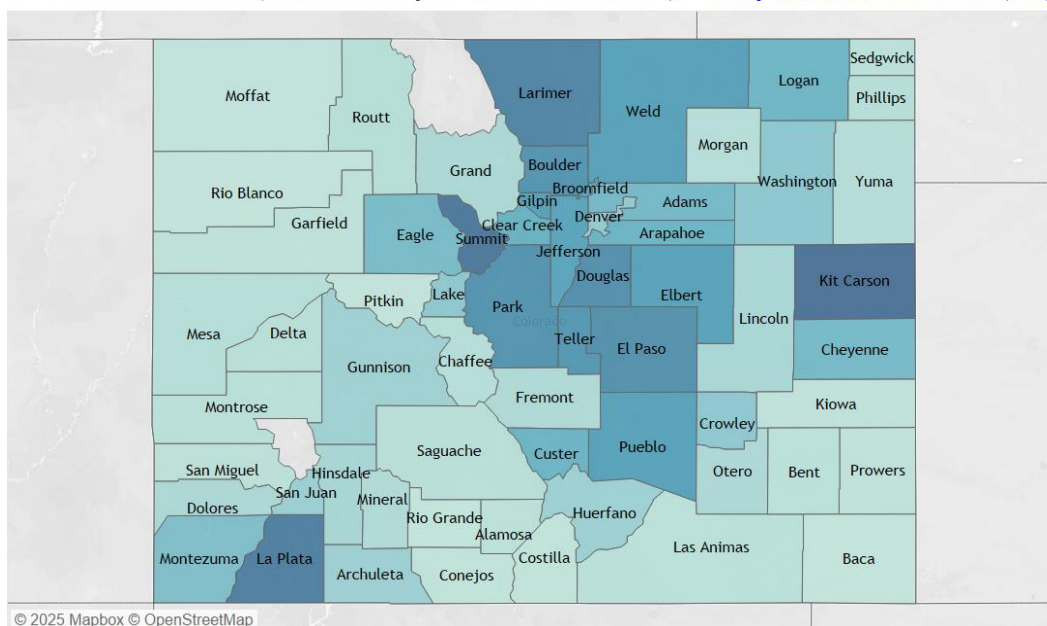 Sedgwick
Logan
Larimer
Moffat
Weld
Phillips
Routt
Morgan
Boulder
Grand
Washington
Yuma
Rio Blanco
Broomfield
Gilpin
Adams
Garfield
Denver
Clear Creek
Eagle
Summit
Arapahoe
Jefferson
Douglas
Kit Carson
Lake
Elbert
Pitkin
Park
Lincoln
Colorado
Mesa
Delta
Teller
El Paso
Cheyenne
Chaffee
Gunnison
Fremont
Kiowa
Montrose
Crowley
Saguache
Custer
Pueblo
San Miguel
Hinsdale
Otero
Bent
Prowers
San Juan
Mineral
Dolores
Rio Grande
Huerfano
Alamosa
Montezuma
La Plata
Las Animas
Costilla
Baca
Archuleta
Conejos
© 2025 Mapbox © OpenStreetMap